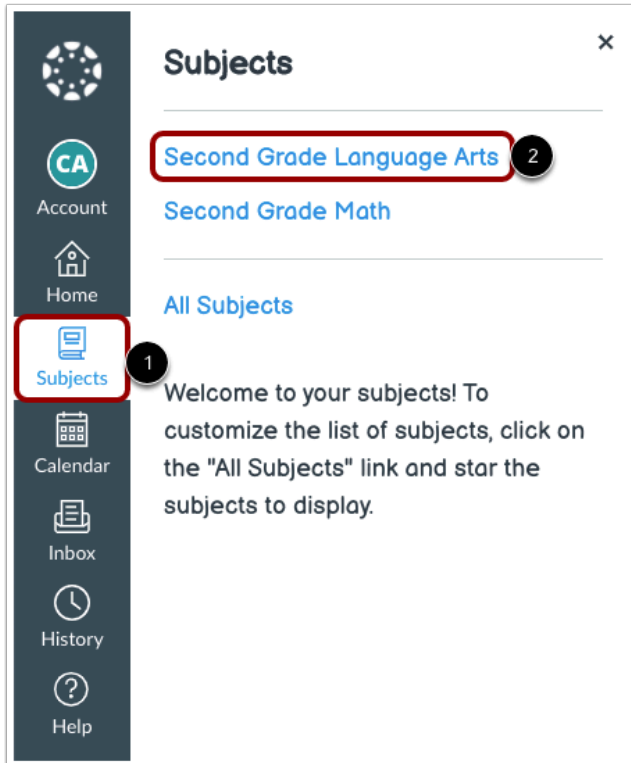 CA
Account
Home
Subjects
1
Calendar
Inbox
History
Help
Subjects
×
Second Grade Language Arts
2
Second Grade Math
All Subjects
Welcome to your subjects! To
customize the list of subjects, click on
the "All Subjects" link and star the
subjects to display.